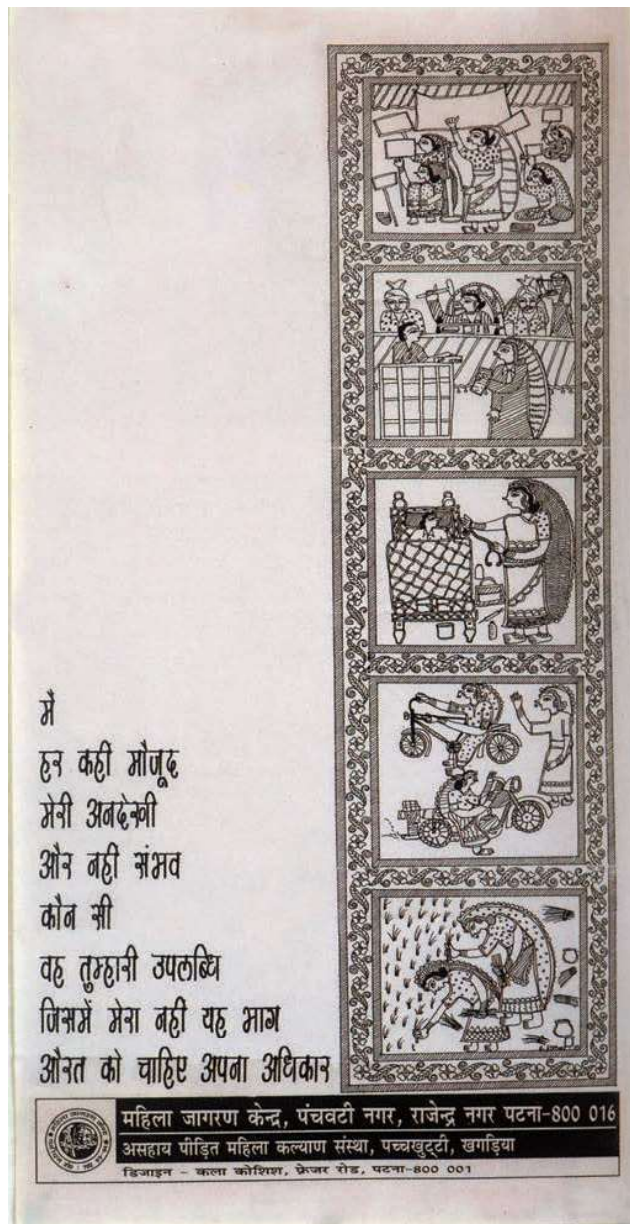 मैं
हर कहीं मौजूद
मेरी अनदेखी
और नहीं संभव
कौन सी
वह तुम्हारी उपलब्धि
जिसमें मेरा नहीं यह भाग
औरत को चाहिए अपना अधिकार
महिला जागरण केन्द्र, पंचवटी नगर, राजेन्द्र नगर पटना-800 016
असहाय पीड़ित महिला कल्याण संस्था, पच्चखुट्टी, खगड़िया
डिजाइन - कला कोशिश, फ्रेजर रोड, पटना-800 001